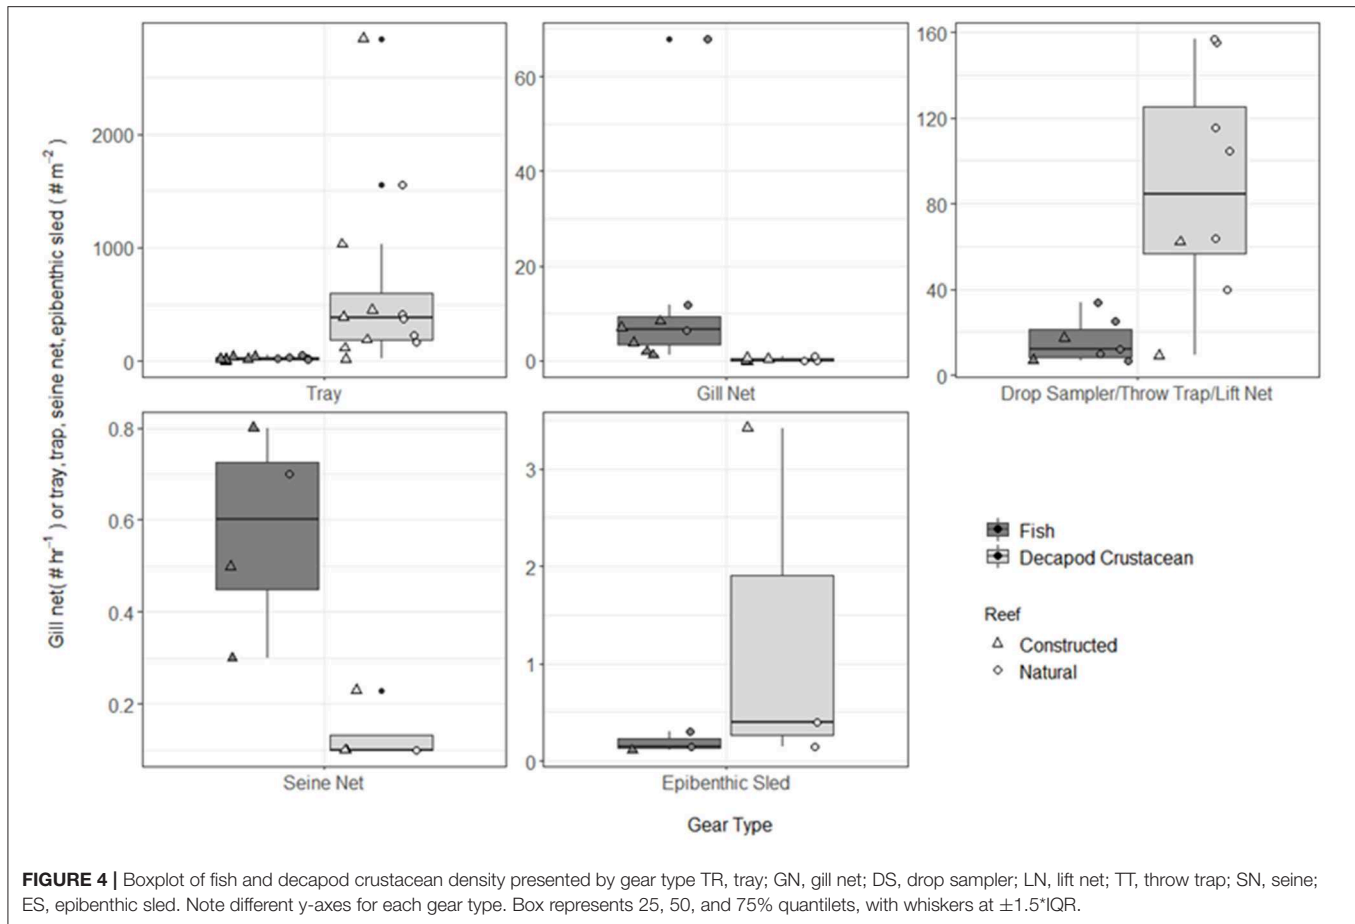 Gill net( # hr⁻¹ ) or tray, trap, seine net, epibenthic sled ( # m⁻² )
2000
1000
0
Tray
60
40
20
0
Gill Net
160
120
80
40
0
Drop Sampler/Throw Trap/Lift Net
0.8
0.6
0.4
0.2
Seine Net
3
2
1
0
Epibenthic Sled
Gear Type
Fish
Decapod Crustacean
Reef
Constructed
Natural
FIGURE 4 | Boxplot of fish and decapod crustacean density presented by gear type TR, tray; GN, gill net; DS, drop sampler; LN, lift net; TT, throw trap; SN, seine;
ES, epibenthic sled. Note different y-axes for each gear type. Box represents 25, 50, and 75% quantilets, with whiskers at ±1.5*IQR.